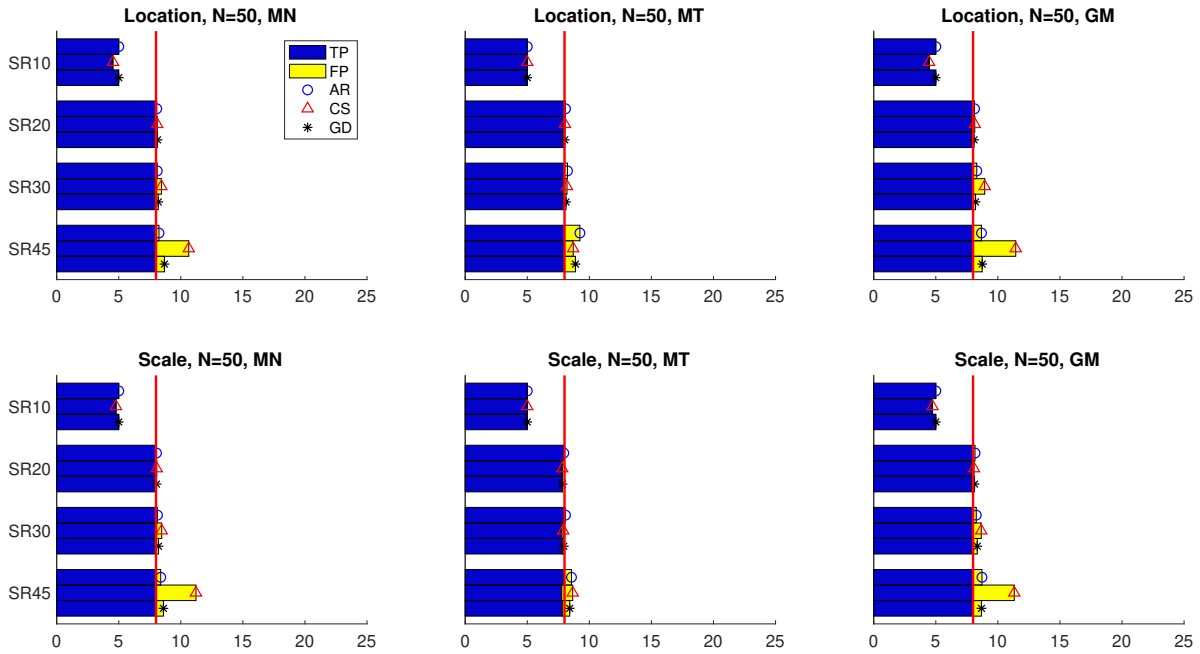 Location, N=50, MN
Location, N=50, MT
Location, N=50, GM
SR10
SR20
SR30
SR45
TP
FP
AR
CS
GD
0 5 10 15 20 25
0 5 10 15 20 25
0 5 10 15 20 25
Scale, N=50, MN
Scale, N=50, MT
Scale, N=50, GM
SR10
SR20
SR30
SR45
0 5 10 15 20 25
0 5 10 15 20 25
0 5 10 15 20 25